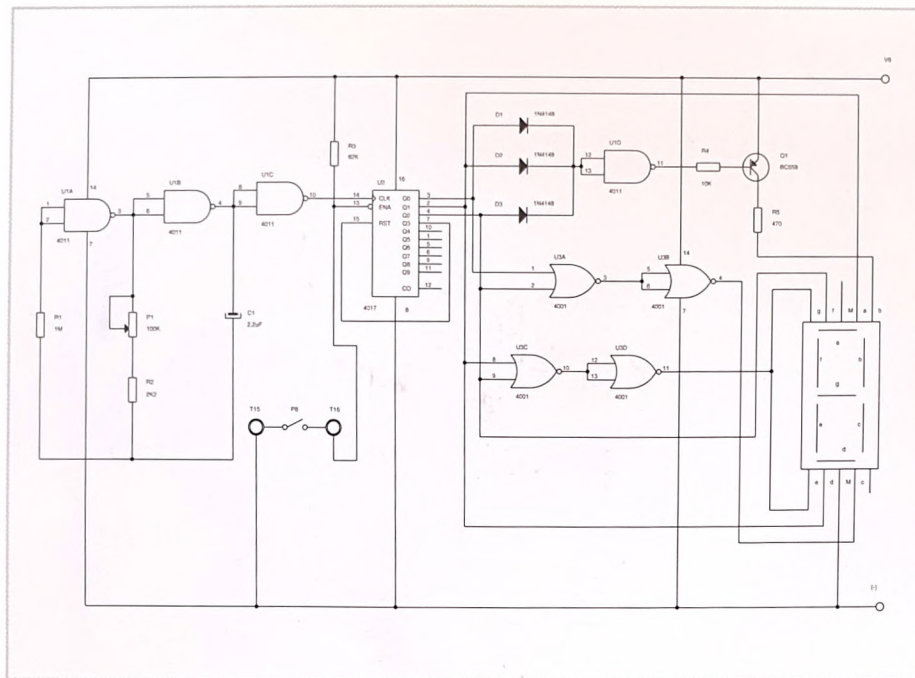 V6
D1 1N4148
D2 1N4148
D3 1N4148
U1D
12
13
11
4011
R4
10K
Q1
R5
470
R3
82K
U1A
14
1
2
3
4011
7
U1B
5
6
4
4011
U1C
8
9
10
4011
16
14 CLK
13 ENA
15 RST
Q0 3
Q1 2
Q2 4
Q3 7
Q4 10
Q5 1
Q6 5
Q7 6
Q8 9
Q9 11
CO 12
4017
8
R1
1M
P1
100K
R2
2K2
C1
2,2µF
T15
P8
T16
U3A
1
2
3
4001
U3B
14
5
6
4
4001
7
U3C
8
9
10
4001
U3D
12
13
11
4001
g f M a b
f b
g
e c
d
e d M c
(-)